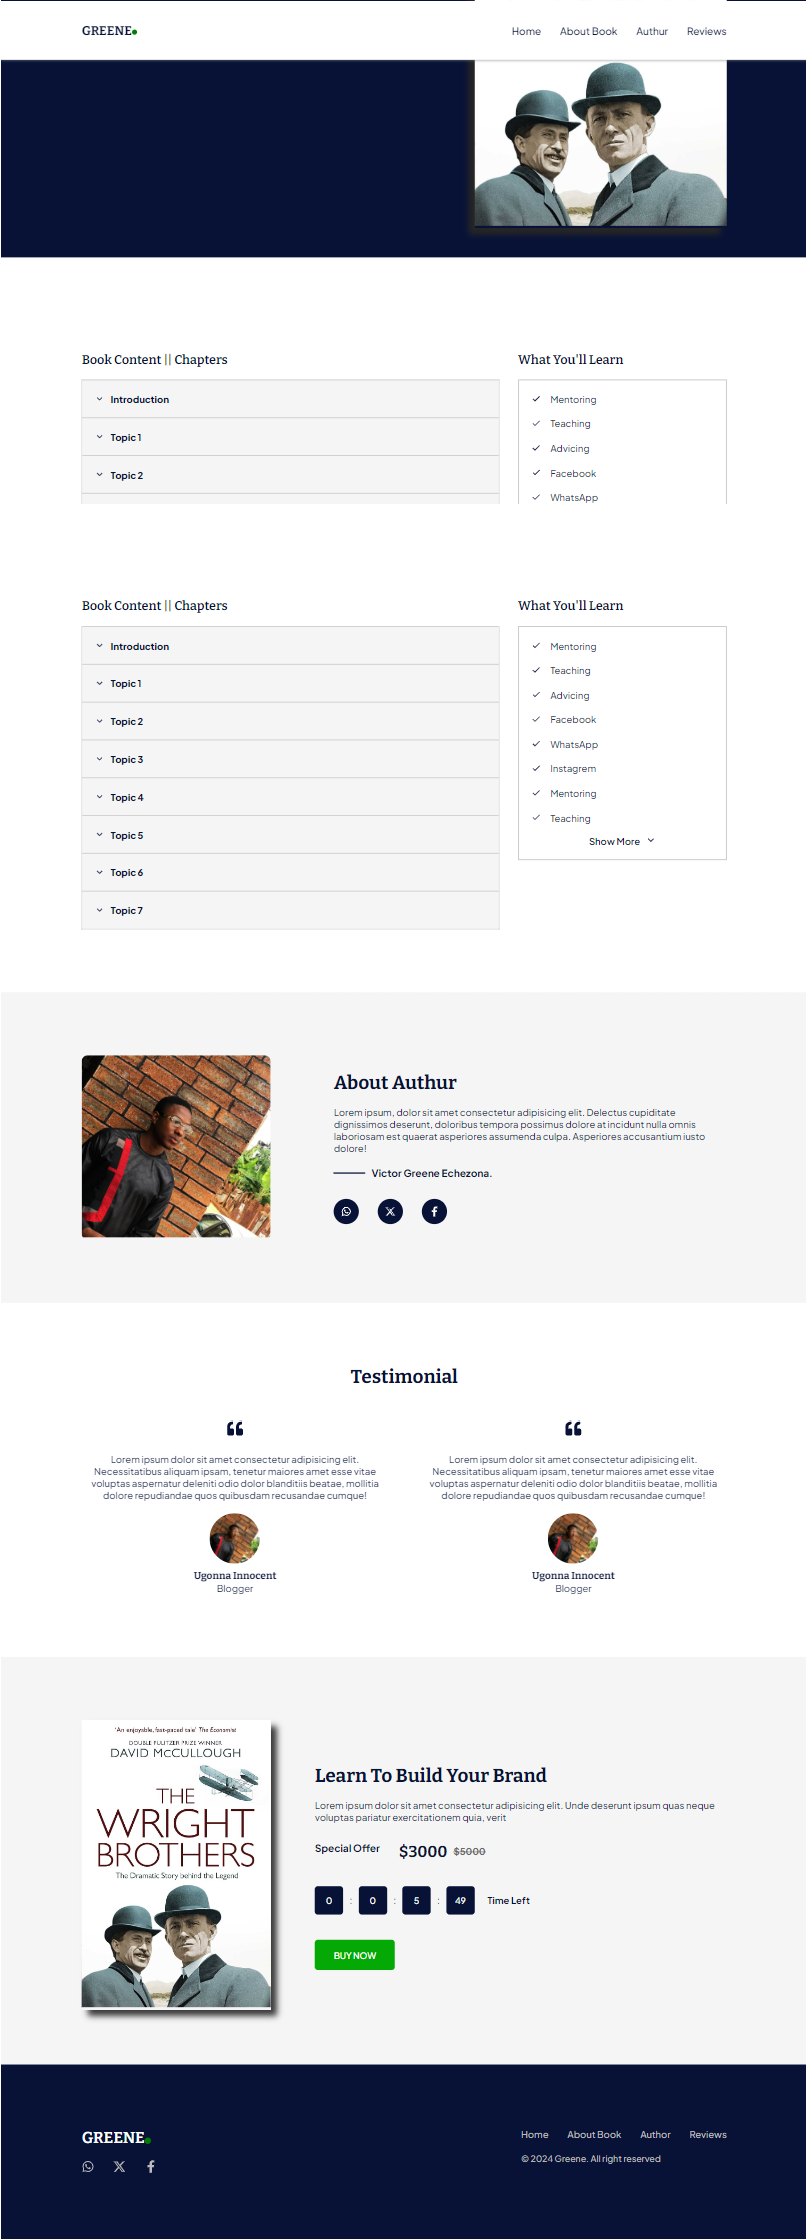 GREENE
Home About Book Authur Reviews
Book Content || Chapters
Introduction
Topic 1
Topic 2
What You'll Learn
Mentoring
Teaching
Advicing
Facebook
WhatsApp
Book Content || Chapters
Introduction
Topic 1
Topic 2
Topic 3
Topic 4
Topic 5
Topic 6
Topic 7
What You'll Learn
Mentoring
Teaching
Advicing
Facebook
WhatsApp
Instagrem
Mentoring
Teaching
Show More
About Authur
Lorem ipsum, dolor sit amet consectetur adipisicing elit. Delectus cupiditate
dignissimos deserunt, doloribus tempora possimus dolore at incidunt nulla omnis
laboriosam est quaerat asperiores assumenda culpa. Asperiores accusantium iusto
dolore!
Victor Greene Echezona.
Testimonial
Lorem ipsum dolor sit amet consectetur adipisicing elit.
Necessitatibus aliquam ipsam, tenetur maiores amet esse vitae
voluptas aspernatur deleniti odio dolor blanditiis beatae, mollitia
dolore repudiandae quos quibusdam recusandae cumque!
Ugonna Innocent
Blogger
Lorem ipsum dolor sit amet consectetur adipisicing elit.
Necessitatibus aliquam ipsam, tenetur maiores amet esse vitae
voluptas aspernatur deleniti odio dolor blanditiis beatae, mollitia
dolore repudiandae quos quibusdam recusandae cumque!
Ugonna Innocent
Blogger
'An enjoyable, fast-paced tale' The Economist
DOUBLE PULITZER PRIZE WINNER
DAVID McCULLOUGH
THE
WRIGHT
BROTHERS
The Dramatic Story behind the Legend
Learn To Build Your Brand
Lorem ipsum dolor sit amet consectetur adipisicing elit. Unde deserunt ipsum quas neque
voluptas pariatur exercitationem quia, verit
Special Offer $3000 $5000
0 : 0 : 5 : 49 Time Left
BUY NOW
GREENE
Home About Book Author Reviews
© 2024 Greene. All right reserved